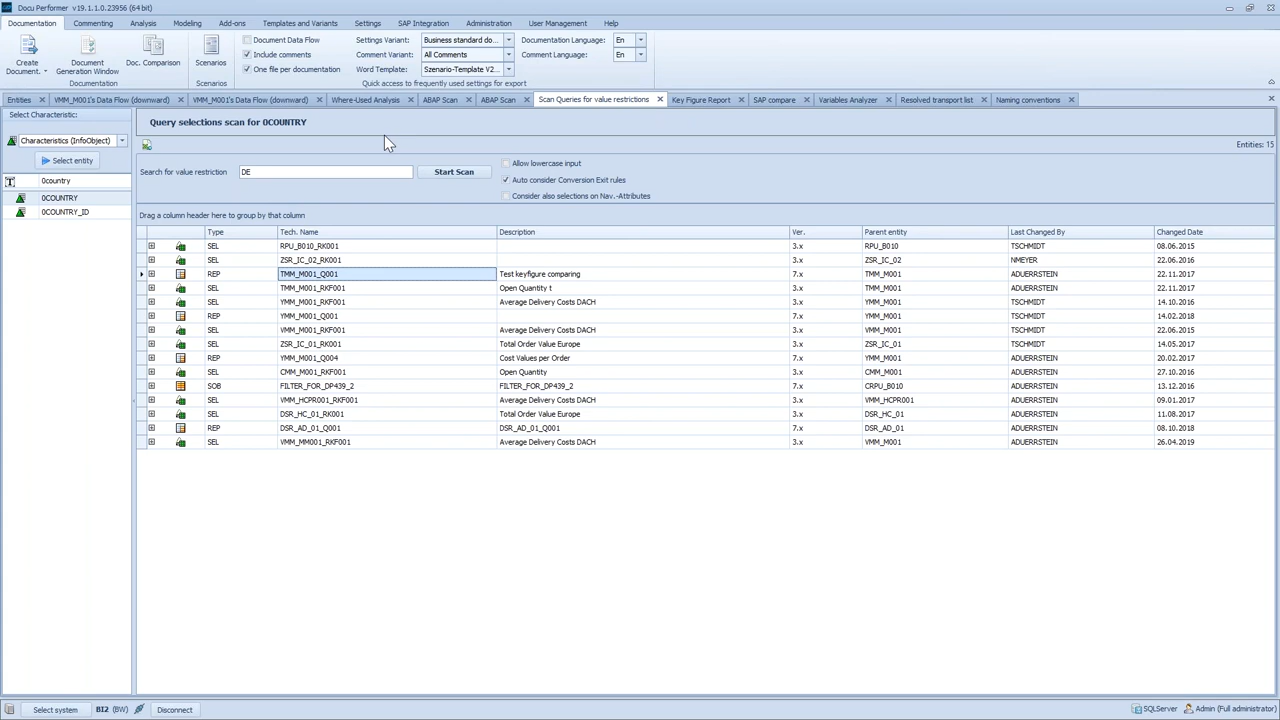 Docu Performer v19.1.1.0.23956 (64 bit)
Documentation Commenting Analysis Modeling Add-ons Templates and Variants Settings SAP Integration Administration User Management Help
Create Document. Document Generation Window Doc. Comparison Scenarios
Document Data Flow
Include comments
One file per documentation
Settings Variant: Business standard do...
Comment Variant: All Comments
Word Template: Szenario-Template V2...
Documentation Language: En
Comment Language: En
Documentation Scenarios Quick access to frequently used settings for export
Entities VMM_M001's Data Flow (downward) VMM_M001's Data Flow (downward) Where-Used Analysis ABAP Scan ABAP Scan Scan Queries for value restrictions Key Figure Report SAP compare Variables Analyzer Resolved transport list Naming conventions
Select Characteristic:
Characteristics (InfoObject)
Select entity
0country
0COUNTRY
0COUNTRY_ID
Query selections scan for 0COUNTRY
Entities: 15
Search for value restriction DE Start Scan
Allow lowercase input
Auto consider Conversion Exit rules
Consider also selections on Nav.-Attributes
Drag a column header here to group by that column
Type Tech. Name Description Ver. Parent entity Last Changed By Changed Date
SEL RPU_B010_RK001 3.x RPU_B010 TSCHMIDT 08.06.2015
SEL ZSR_IC_02_RK001 3.x ZSR_IC_02 NMEYER 22.06.2016
REP TMM_M001_Q001 Test keyfigure comparing 7.x TMM_M001 ADUERRSTEIN 22.11.2017
SEL TMM_M001_RKF001 Open Quantity t 3.x TMM_M001 ADUERRSTEIN 22.11.2017
SEL YMM_M001_RKF001 Average Delivery Costs DACH 3.x YMM_M001 TSCHMIDT 14.10.2016
REP YMM_M001_Q001 7.x YMM_M001 TSCHMIDT 14.02.2018
SEL VMM_M001_RKF001 Average Delivery Costs DACH 3.x VMM_M001 TSCHMIDT 22.06.2015
SEL ZSR_IC_01_RK001 Total Order Value Europe 3.x ZSR_IC_01 TSCHMIDT 14.05.2017
REP YMM_M001_Q004 Cost Values per Order 7.x YMM_M001 ADUERRSTEIN 20.02.2017
SEL CMM_M001_RKF001 Open Quantity 3.x CMM_M001 ADUERRSTEIN 27.10.2016
SOB FILTER_FOR_DP439_2 FILTER_FOR_DP439_2 7.x CRPU_B010 ADUERRSTEIN 13.12.2016
SEL VMM_HCPR001_RKF001 Average Delivery Costs DACH 3.x VMM_HCPR001 ADUERRSTEIN 09.01.2017
SEL DSR_HC_01_RK001 Total Order Value Europe 3.x DSR_HC_01 ADUERRSTEIN 11.08.2017
REP DSR_AD_01_Q001 DSR_AD_01_Q001 7.x DSR_AD_01 ADUERRSTEIN 08.10.2018
SEL VMM_MM001_RKF001 Average Delivery Costs DACH 3.x VMM_M001 ADUERRSTEIN 26.04.2019
Select system BI2 (BW) Disconnect SQLServer Admin (Full administrator)